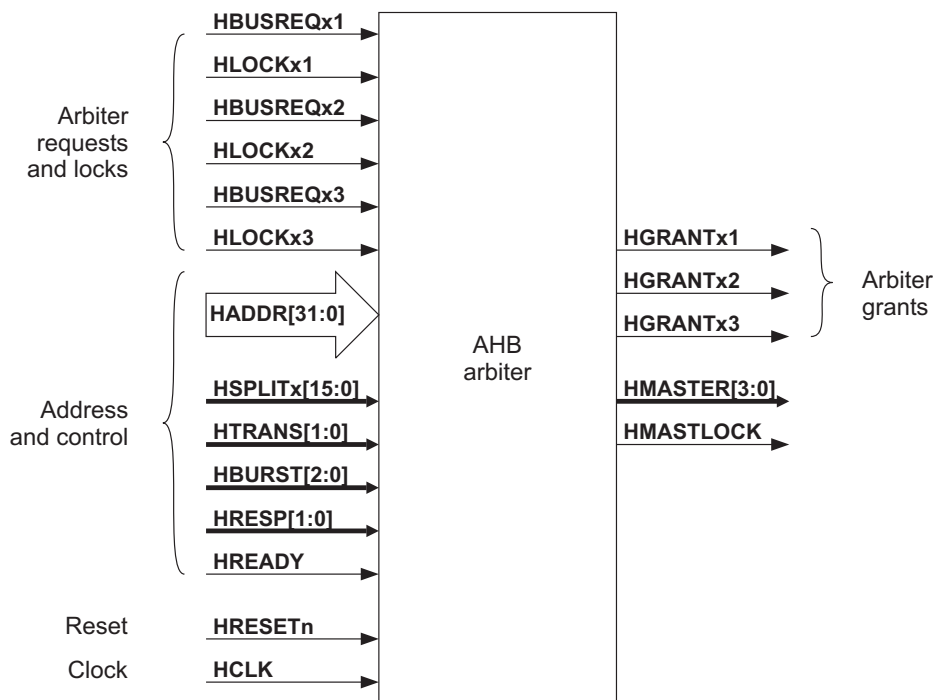 HBUSREQx1
HLOCKx1
HBUSREQx2
HLOCKx2
HBUSREQx3
HLOCKx3
Arbiter
requests
and locks
HADDR[31:0]
HSPLITx[15:0]
HTRANS[1:0]
HBURST[2:0]
HRESP[1:0]
HREADY
Address
and control
Reset
HRESETn
Clock
HCLK
AHB
arbiter
HGRANTx1
HGRANTx2
HGRANTx3
Arbiter
grants
HMASTER[3:0]
HMASTLOCK